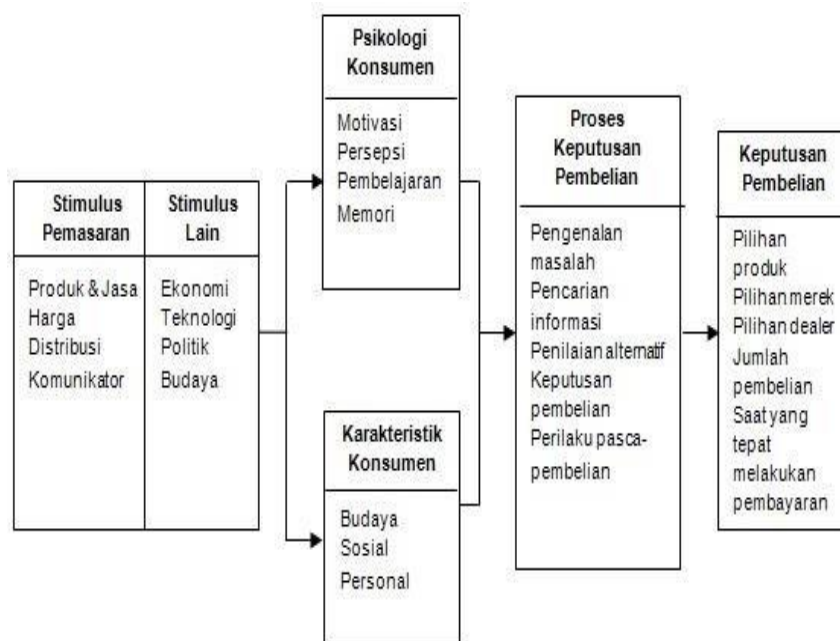 Stimulus
Pemasaran
Produk & Jasa
Harga
Distribusi
Komunikator
Stimulus
Lain
Ekonomi
Teknologi
Politik
Budaya
Psikologi
Konsumen
Motivasi
Persepsi
Pembelajaran
Memori
Karakteristik
Konsumen
Budaya
Sosial
Personal
Proses
Keputusan
Pembelian
Pengenalan
masalah
Pencarian
informasi
Penilaian alternatif
Keputusan
pembelian
Perilaku pasca-
pembelian
Keputusan
Pembelian
Pilihan
produk
Pilihan merek
Pilihan dealer
Jumlah
pembelian
Saat yang
tepat
melakukan
pembayaran